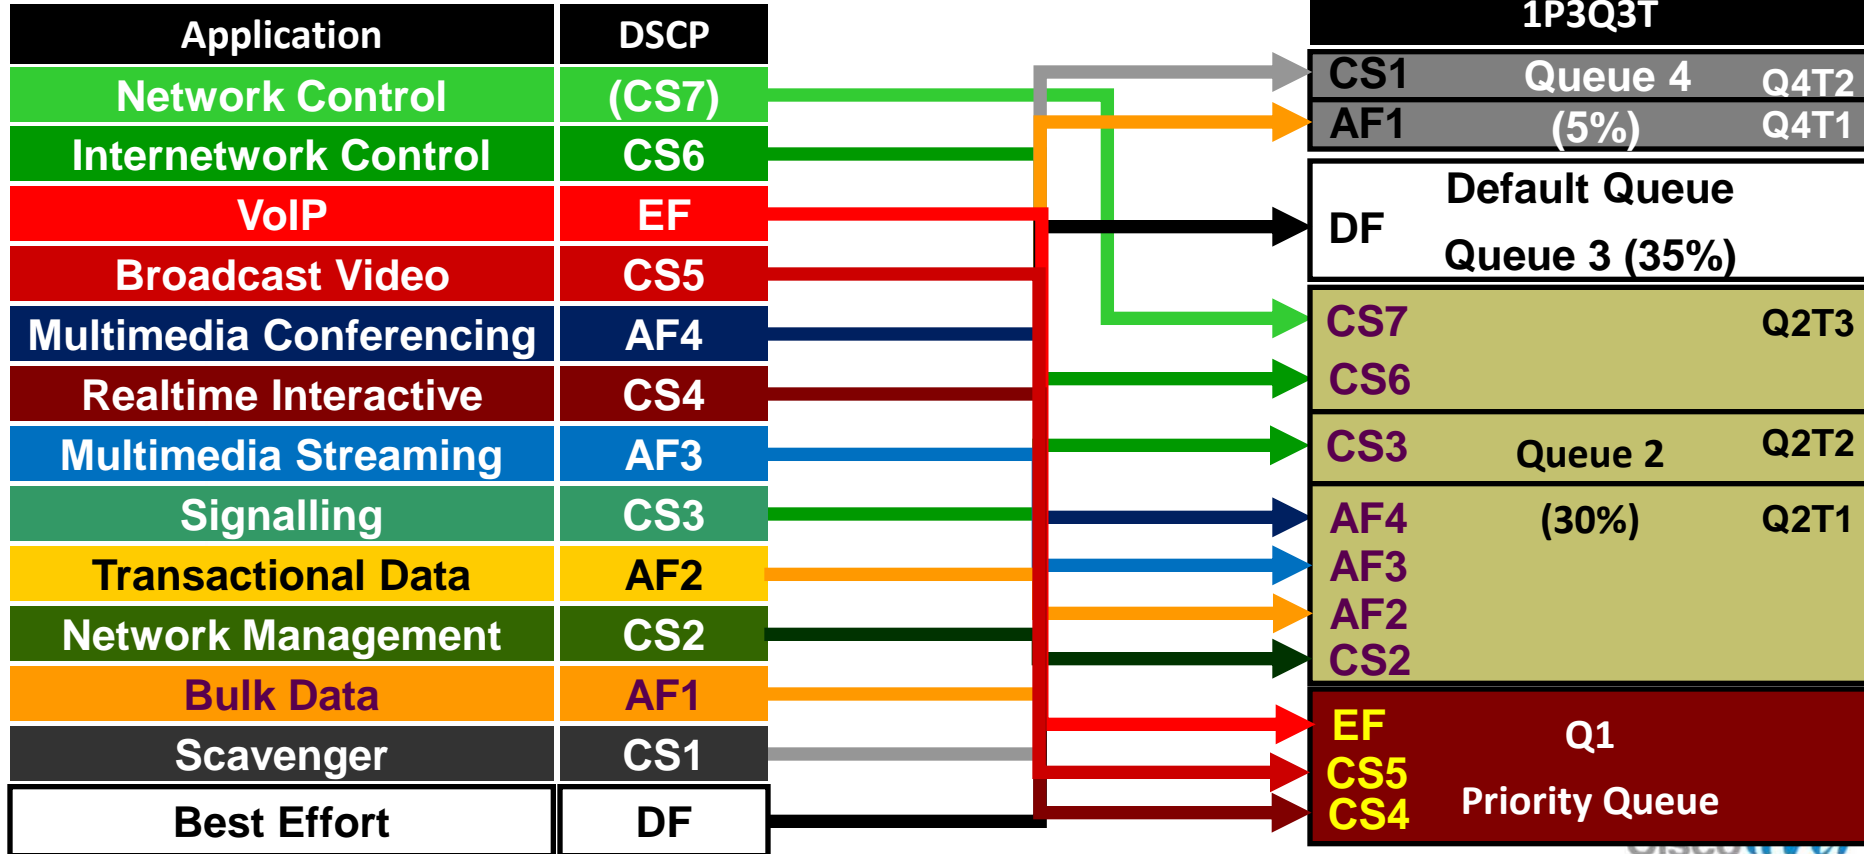 Application DSCP
Network Control (CS7)
Internetwork Control CS6
VoIP EF
Broadcast Video CS5
Multimedia Conferencing AF4
Realtime Interactive CS4
Multimedia Streaming AF3
Signalling CS3
Transactional Data AF2
Network Management CS2
Bulk Data AF1
Scavenger CS1
Best Effort DF
1P3Q3T
CS1 Queue 4 Q4T2
AF1 (5%) Q4T1
Default Queue
DF
Queue 3 (35%)
CS7 Q2T3
CS6
CS3 Queue 2 Q2T2
AF4 (30%) Q2T1
AF3
AF2
CS2
EF Q1
CS5
Priority Queue
CS4